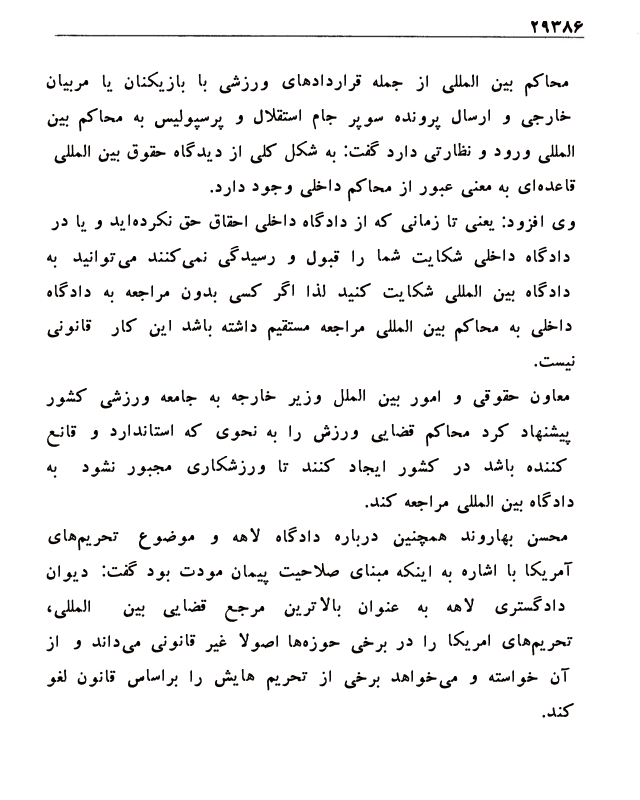 ۲۹۳۸۶
محاکم بین المللی از جمله قراردادهای ورزشی با بازیکنان یا مربیان
خارجی و ارسال پرونده سوپر جام استقلال و پرسپولیس به محاکم بین
المللی ورود و نظارتی دارد گفت: به شکل کلی از دیدگاه حقوق بین المللی
قاعده‌ای به معنی عبور از محاکم داخلی وجود دارد.
وی افزود: یعنی تا زمانی که از دادگاه داخلی احقاق حق نکرده‌اید و یا در
دادگاه داخلی شکایت شما را قبول و رسیدگی نمی‌کنند می‌توانید به
دادگاه بین المللی شکایت کنید لذا اگر کسی بدون مراجعه به دادگاه
داخلی به محاکم بین المللی مراجعه مستقیم داشته باشد این کار قانونی
نیست.
معاون حقوقی و امور بین الملل وزیر خارجه به جامعه ورزشی کشور
پیشنهاد کرد محاکم قضایی ورزش را به نحوی که استاندارد و قانع
کننده باشد در کشور ایجاد کنند تا ورزشکاری مجبور نشود به
دادگاه بین المللی مراجعه کند.
محسن بهاروند همچنین درباره دادگاه لاهه و موضوع تحریم‌های
آمریکا با اشاره به اینکه مبنای صلاحیت پیمان مودت بود گفت: دیوان
دادگستری لاهه به عنوان بالاترین مرجع قضایی بین المللی،
تحریم‌های امریکا را در برخی حوزه‌ها اصولا غیر قانونی می‌داند و از
آن خواسته و می‌خواهد برخی از تحریم هایش را براساس قانون لغو
کند.